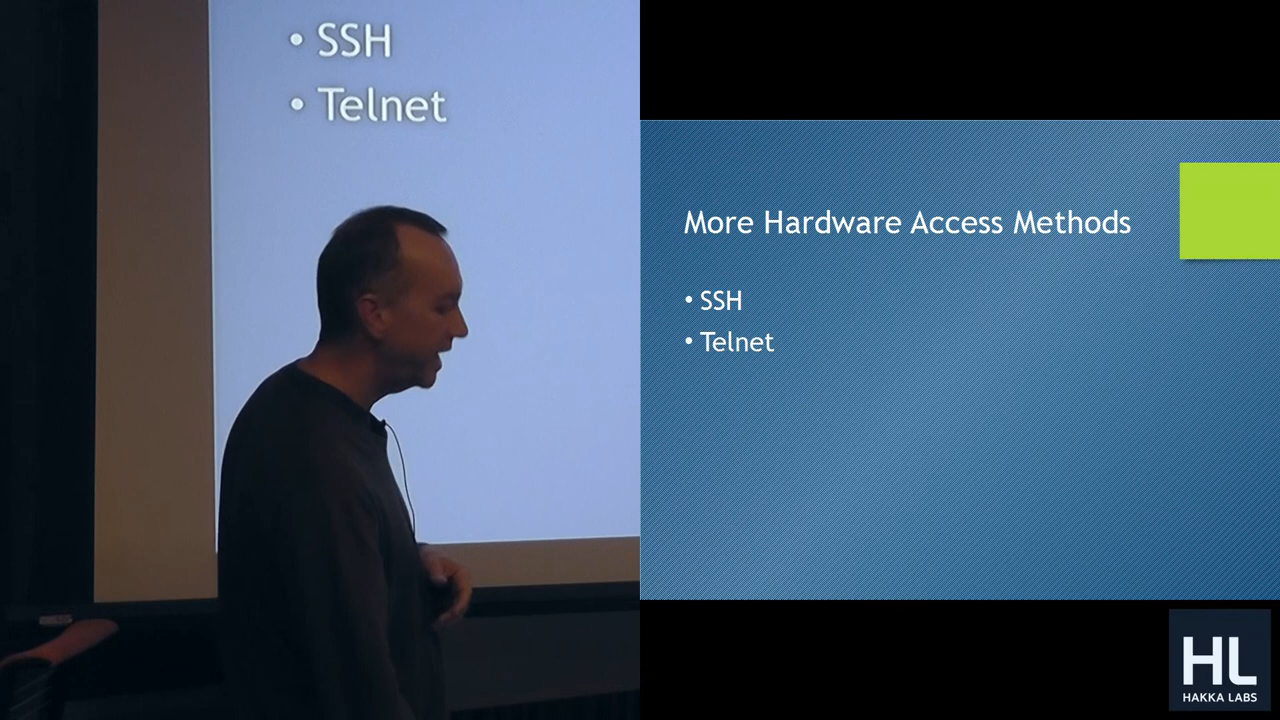 • SSH
• Telnet
More Hardware Access Methods
• SSH
• Telnet
HL
HAKKA LABS